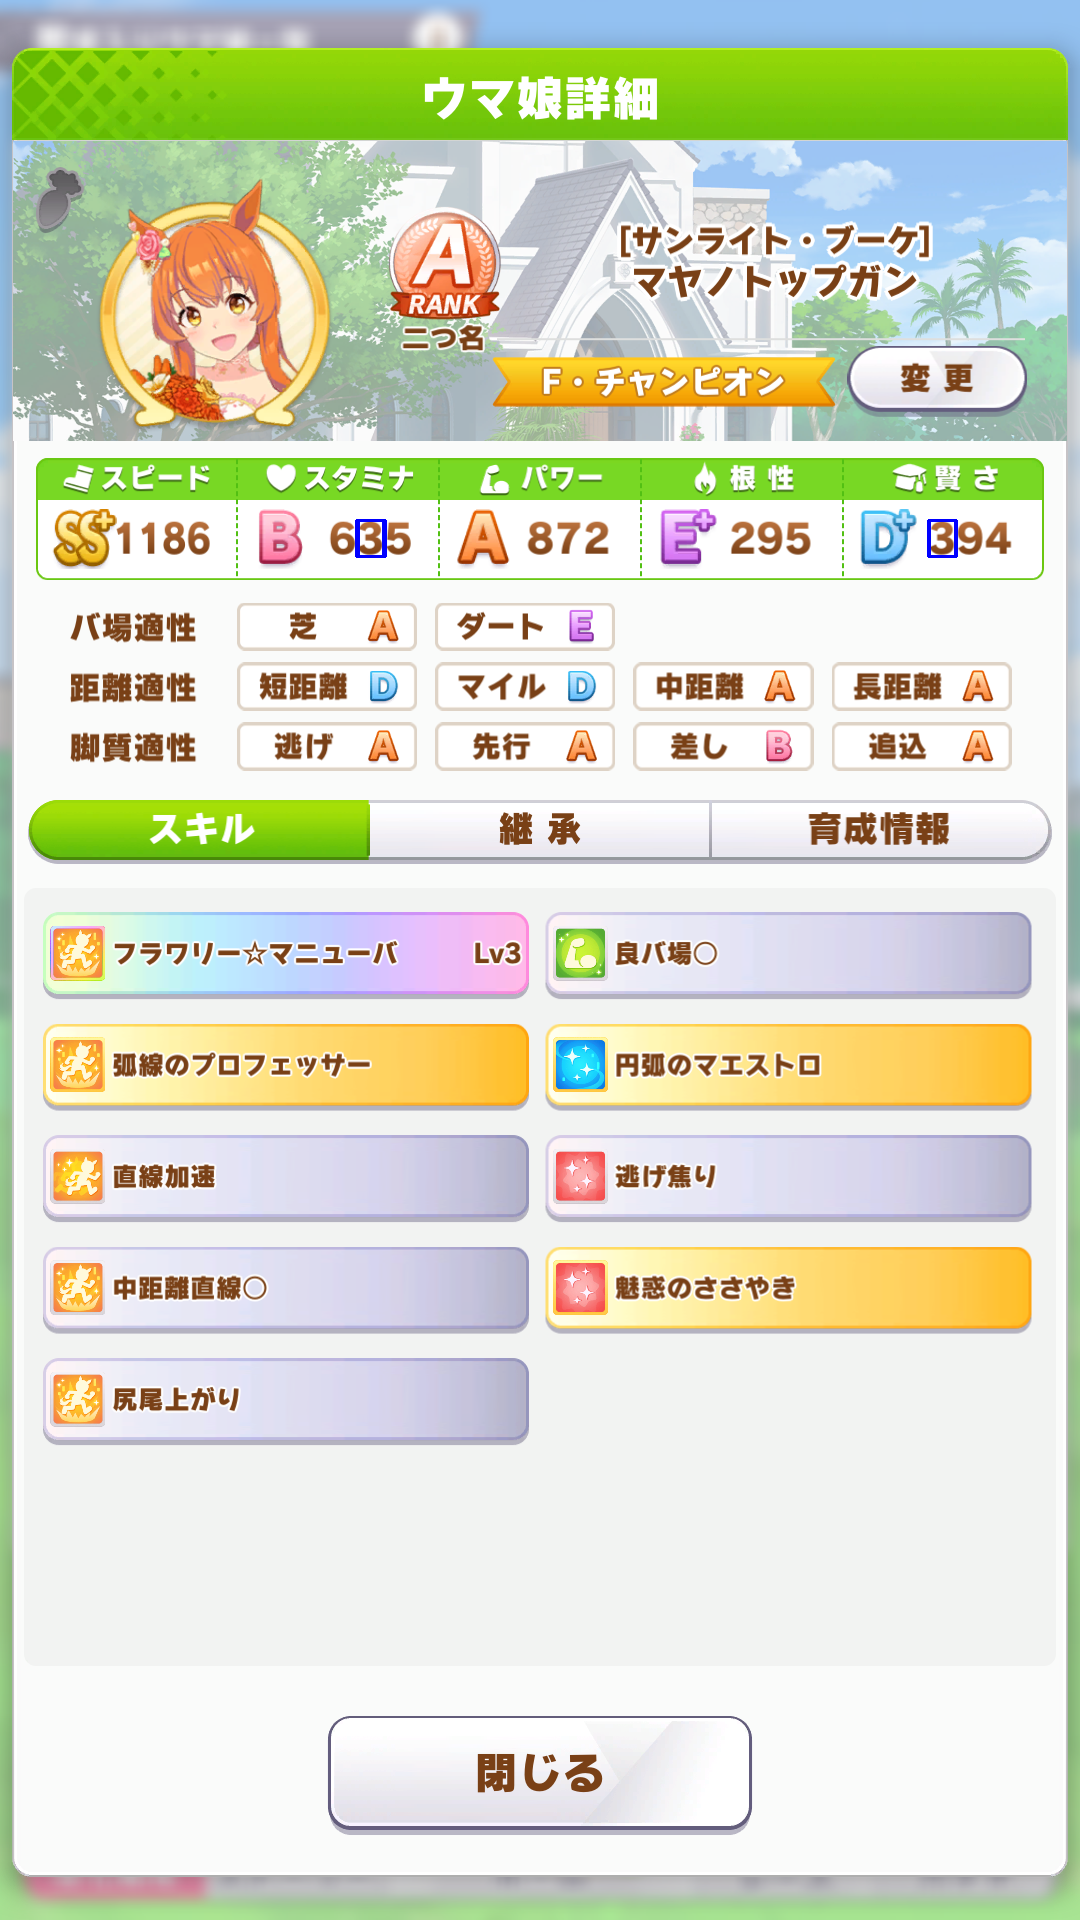 ウマ娘詳細
A
RANK
二つ名
[サンライト・ブーケ]
マヤノトップガン
F・チャンピオン
変更
スピード スタミナ パワー 根性 賢さ
SS+ 1186 B 635 A 872 E+ 295 D+ 394
バ場適性 芝 A ダート E
距離適性 短距離 D マイル D 中距離 A 長距離 A
脚質適性 逃げ A 先行 A 差し B 追込 A
スキル 継承 育成情報
フラワリー☆マニューバ Lv3 良バ場○
弧線のプロフェッサー 円弧のマエストロ
直線加速 逃げ焦り
中距離直線○ 魅惑のささやき
尻尾上がり
閉じる